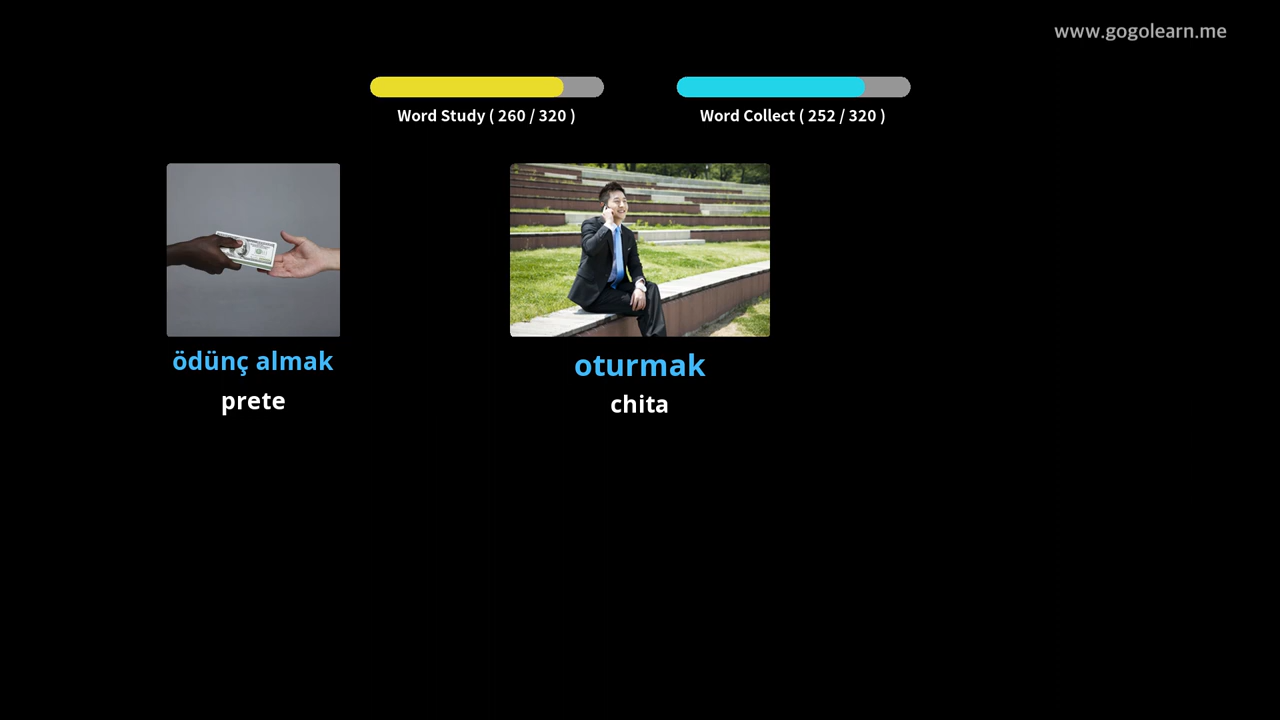 www.gogolearn.me
Word Study ( 260 / 320 )
Word Collect ( 252 / 320 )
ödünç almak
prete
oturmak
chita